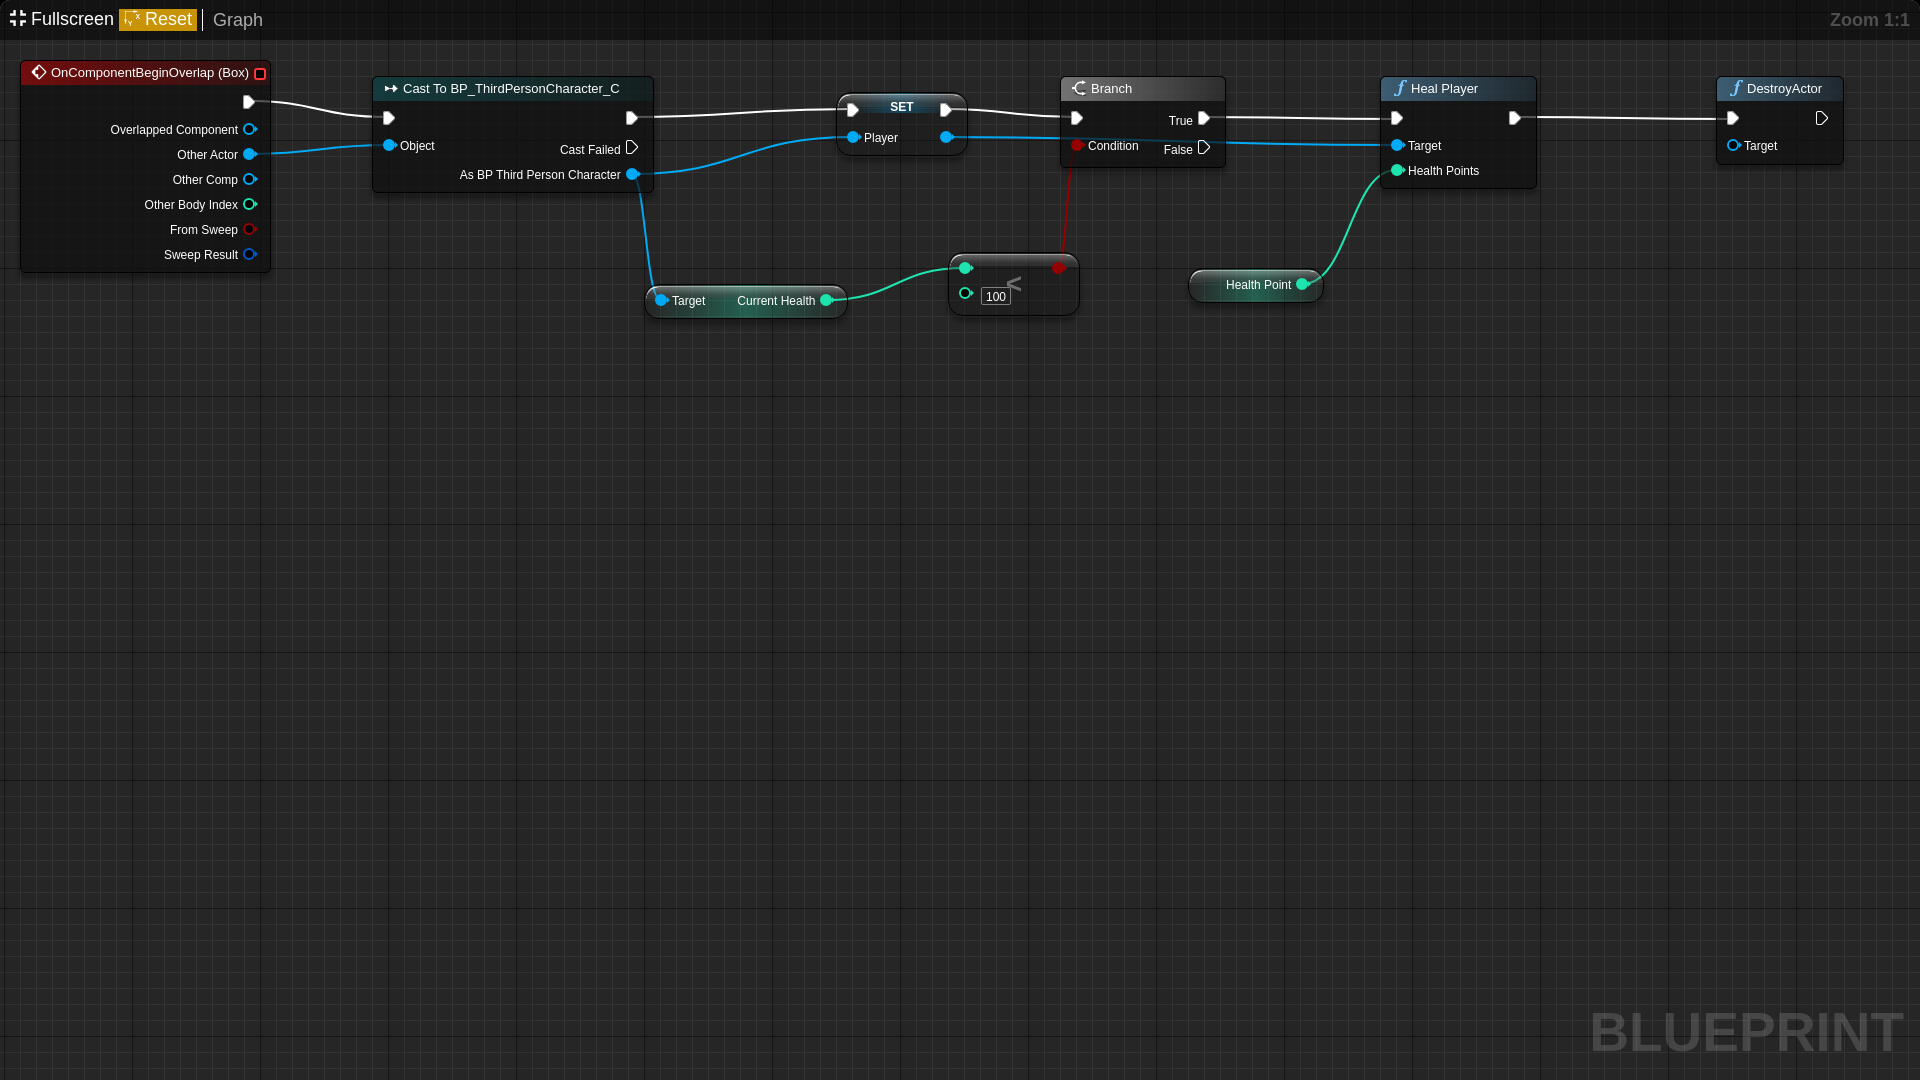 Fullscreen Reset Graph Zoom 1:1
OnComponentBeginOverlap (Box)
Overlapped Component
Other Actor
Other Comp
Other Body Index
From Sweep
Sweep Result
Cast To BP_ThirdPersonCharacter_C
Object
Cast Failed
As BP Third Person Character
SET
Player
Branch
True
Condition
False
Heal Player
Target
Health Points
DestroyActor
Target
Target Current Health
<
100
Health Point
BLUEPRINT